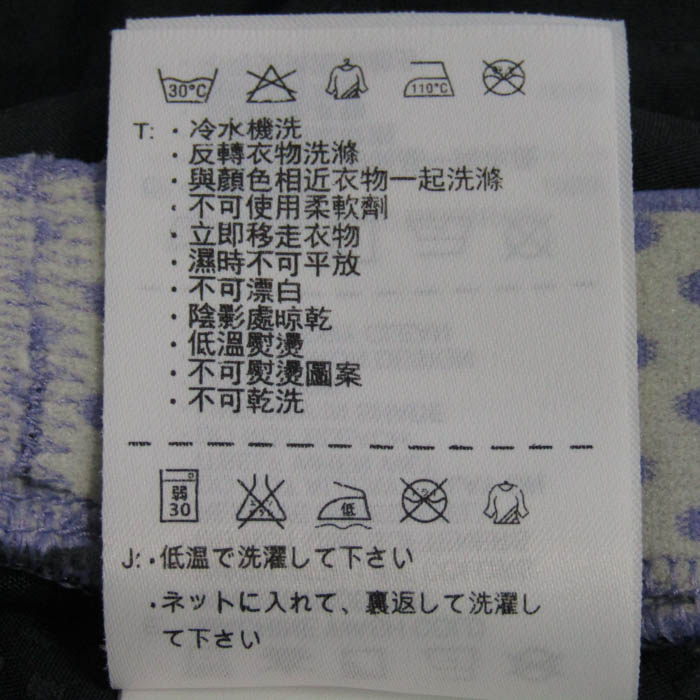 30°C 110°C
T: ・冷水機洗
・反轉衣物洗滌
・與顏色相近衣物一起洗滌
・不可使用柔軟劑
・立即移走衣物
・濕時不可平放
・不可漂白
・陰影處晾乾
・低溫熨燙
・不可熨燙圖案
・不可乾洗
弱 低
30
J:・低温で洗濯して下さい
・ネットに入れて、裏返して洗濯し
て下さい